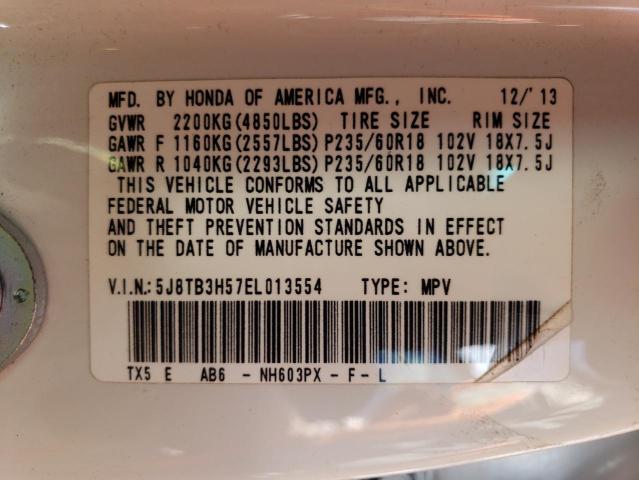 MFD. BY HONDA OF AMERICA MFG., INC. 12/'13
GVWR 2200KG(4850LBS) TIRE SIZE RIM SIZE
GAWR F 1160KG(2557LBS) P235/60R18 102V 18X7.5J
GAWR R 1040KG(2293LBS) P235/60R18 102V 18X7.5J
THIS VEHICLE CONFORMS TO ALL APPLICABLE
FEDERAL MOTOR VEHICLE SAFETY
AND THEFT PREVENTION STANDARDS IN EFFECT
ON THE DATE OF MANUFACTURE SHOWN ABOVE.
V.I.N.: 5J8TB3H57EL013554 TYPE: MPV
TX5 E AB6 - NH603PX - F - L